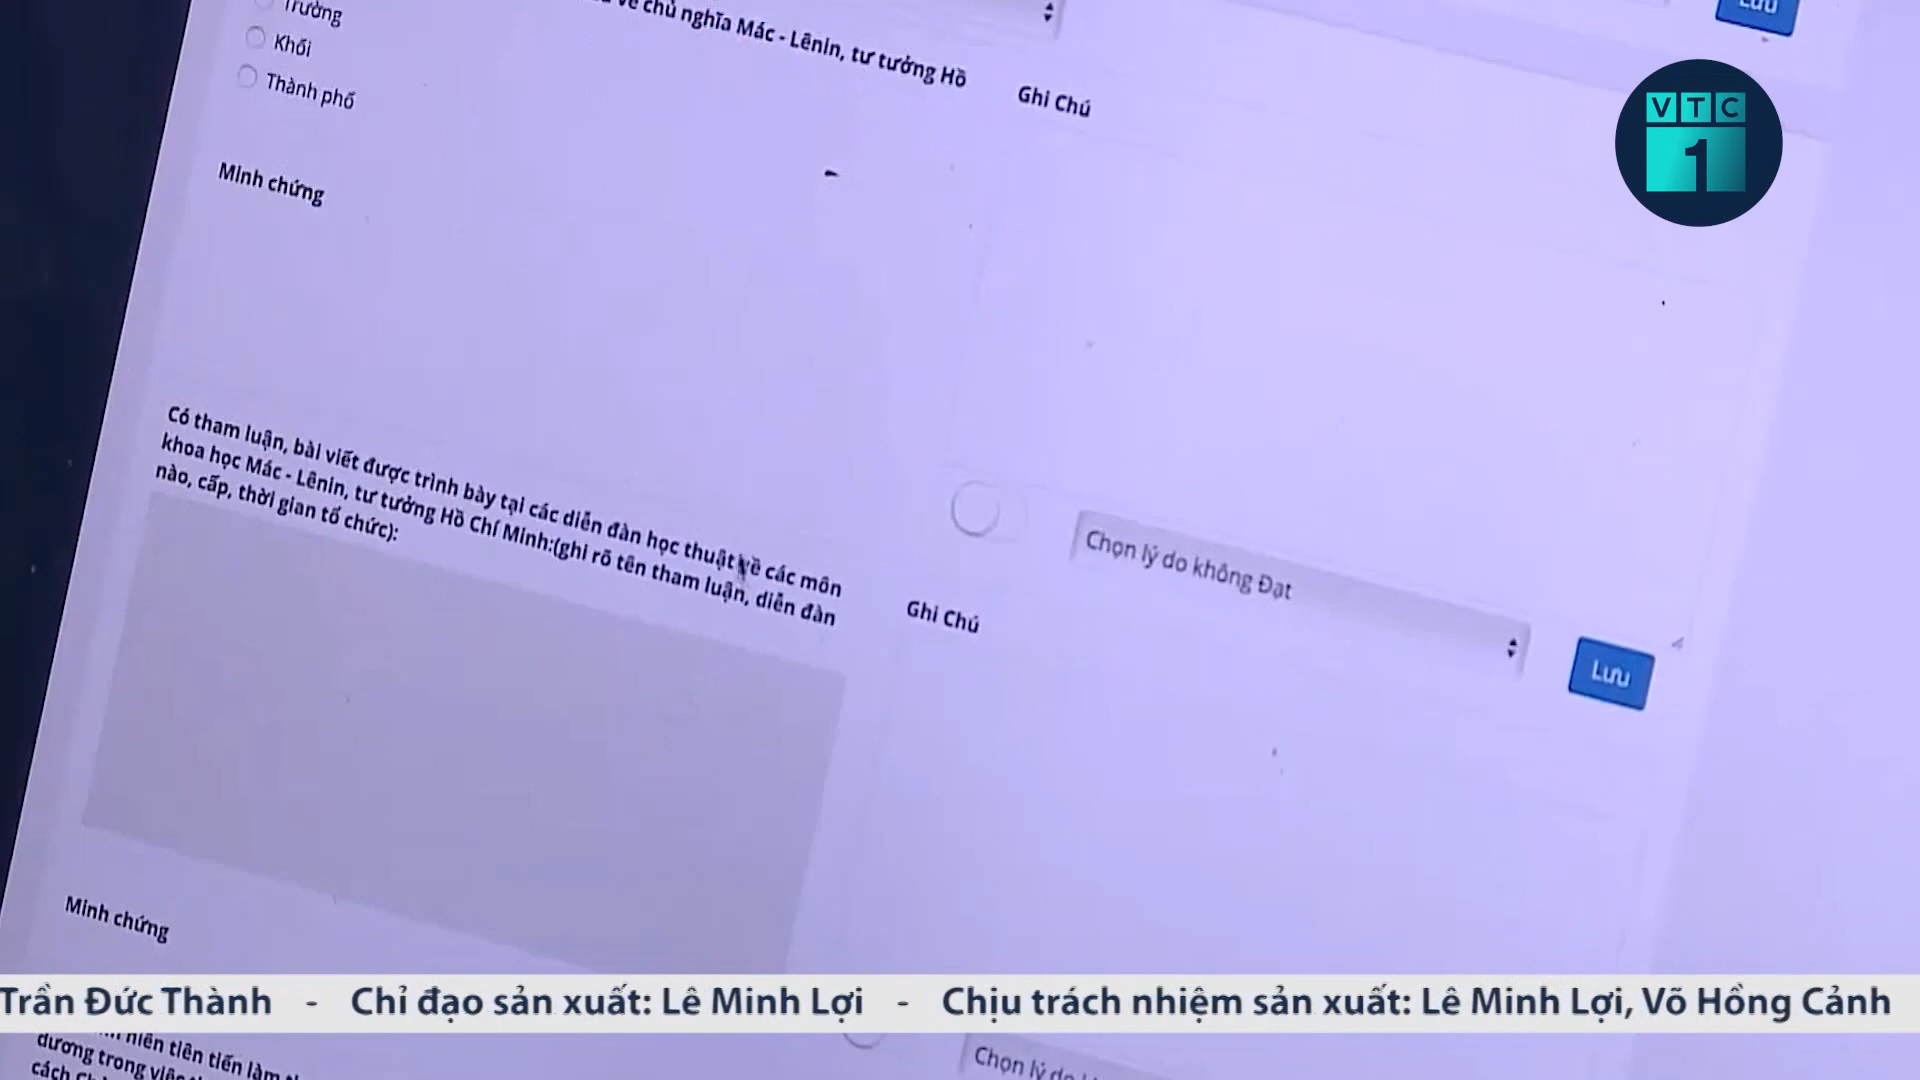 Trường
Khối
Thành phố
về chủ nghĩa Mác - Lênin, tư tưởng Hồ
Ghi Chú
Lưu
VTC
1
Minh chứng
Có tham luận, bài viết được trình bày tại các diễn đàn học thuật về các môn
khoa học Mác - Lênin, tư tưởng Hồ Chí Minh:(ghi rõ tên tham luận, diễn đàn
nào, cấp, thời gian tổ chức):
Chọn lý do không Đạt
Lưu
Ghi Chú
Minh chứng
Trần Đức Thành - Chỉ đạo sản xuất: Lê Minh Lợi - Chịu trách nhiệm sản xuất: Lê Minh Lợi, Võ Hồng Cảnh
niên tiên tiến làm
dương trong
cách
Chọn lý do